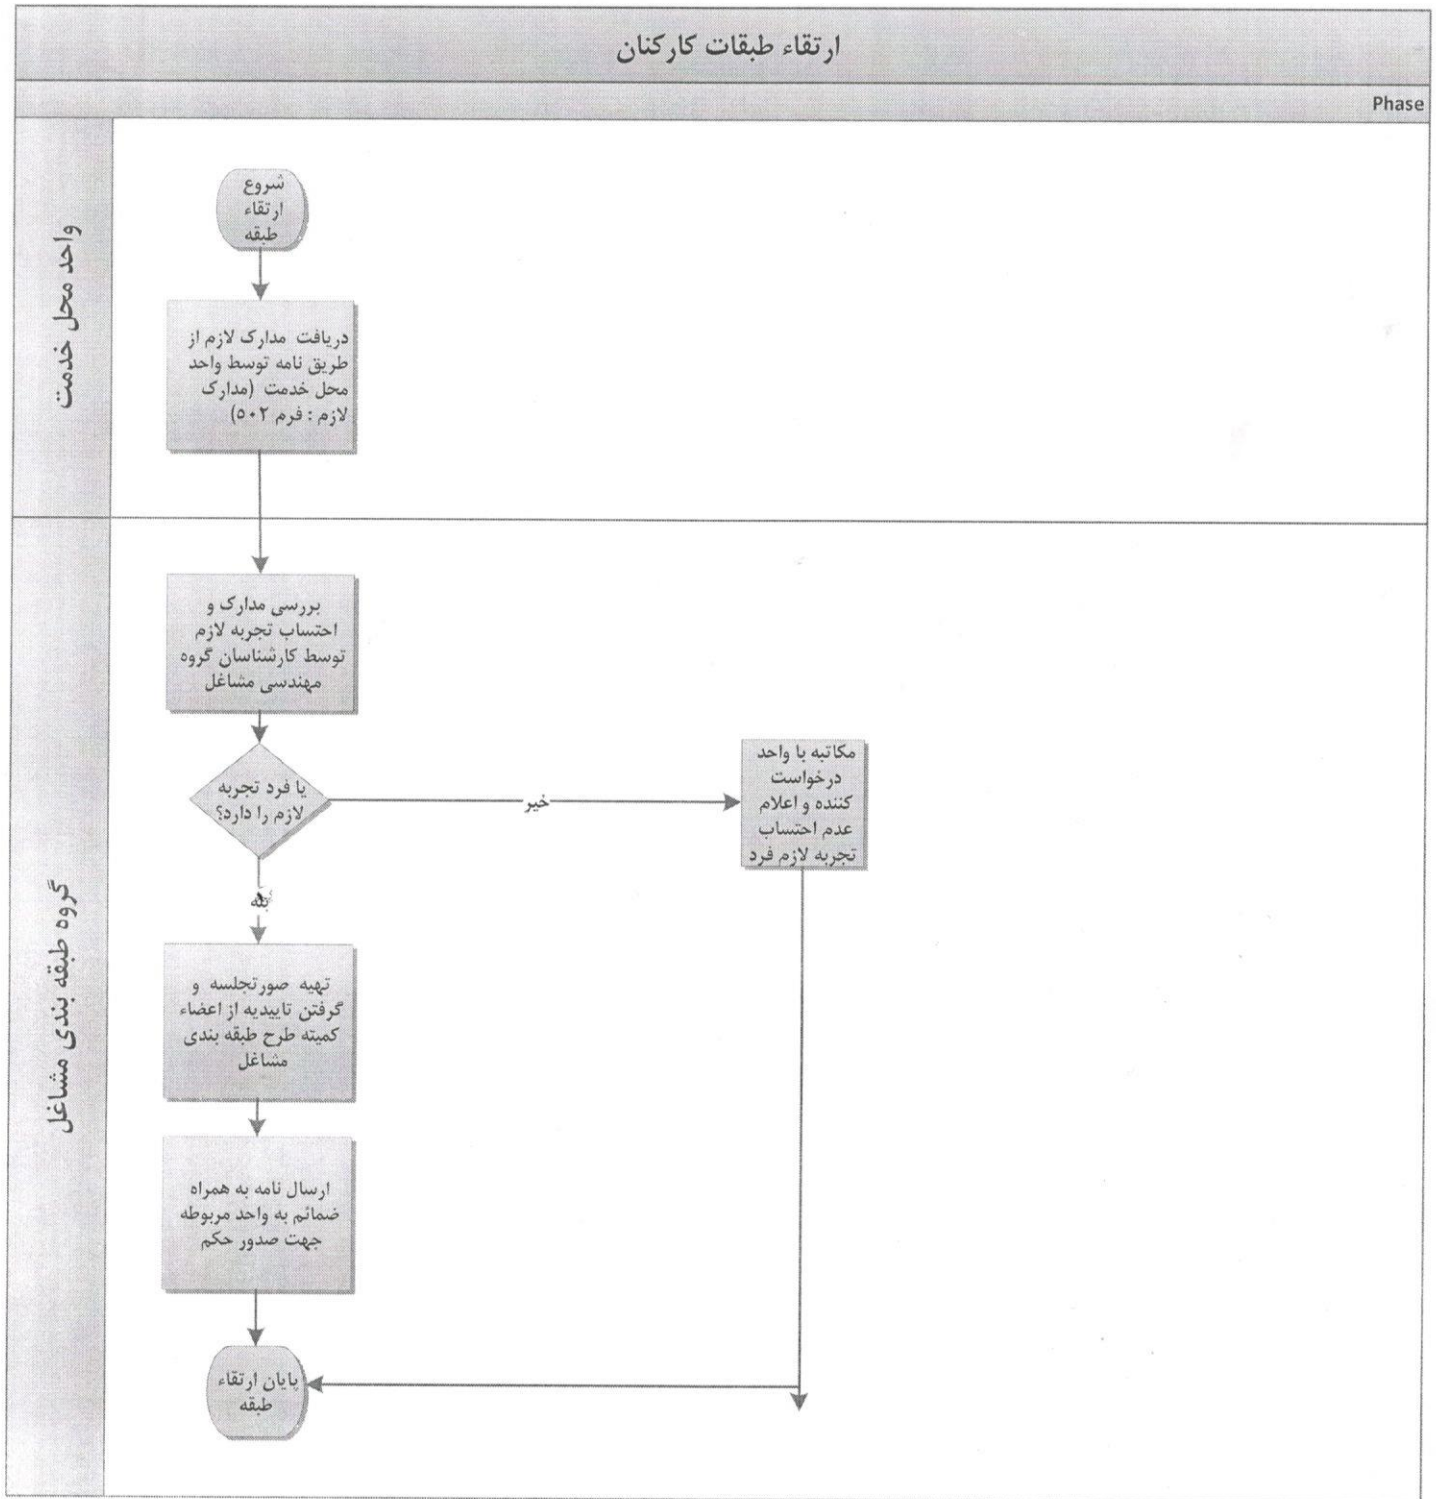 ارتقاء طبقات کارکنان
Phase
واحد محل خدمت
شروع
ارتقاء
طبقه
دریافت مدارک لازم از
طریق نامه توسط واحد
محل خدمت (مدارک
لازم : فرم ۵۰۲)
گروه طبقه بندی مشاغل
بررسی مدارک و
احتساب تجربه لازم
توسط کارشناسان گروه
مهندسی مشاغل
یا فرد تجربه
لازم را دارد؟
خیر
مکاتبه با واحد
درخواست
کننده و اعلام
عدم احتساب
تجربه لازم فرد
بله
تهیه صورتجلسه و
گرفتن تاییدیه از اعضاء
کمیته طرح طبقه بندی
مشاغل
ارسال نامه به همراه
ضمائم به واحد مربوطه
جهت صدور حکم
پایان ارتقاء
طبقه